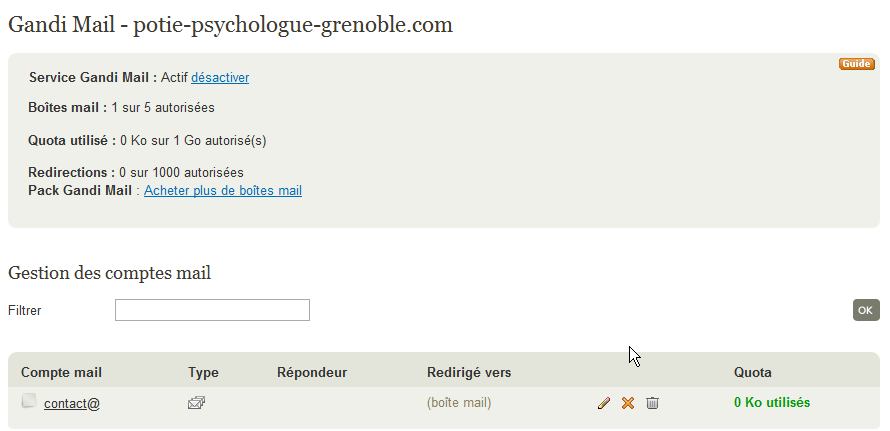 Gandi Mail - potie-psychologue-grenoble.com
Guide
Service Gandi Mail : Actif désactiver
Boîtes mail : 1 sur 5 autorisées
Quota utilisé : 0 Ko sur 1 Go autorisé(s)
Redirections : 0 sur 1000 autorisées
Pack Gandi Mail : Acheter plus de boîtes mail
Gestion des comptes mail
Filtrer OK
Compte mail Type Répondeur Redirigé vers Quota
contact@ (boîte mail) 0 Ko utilisés